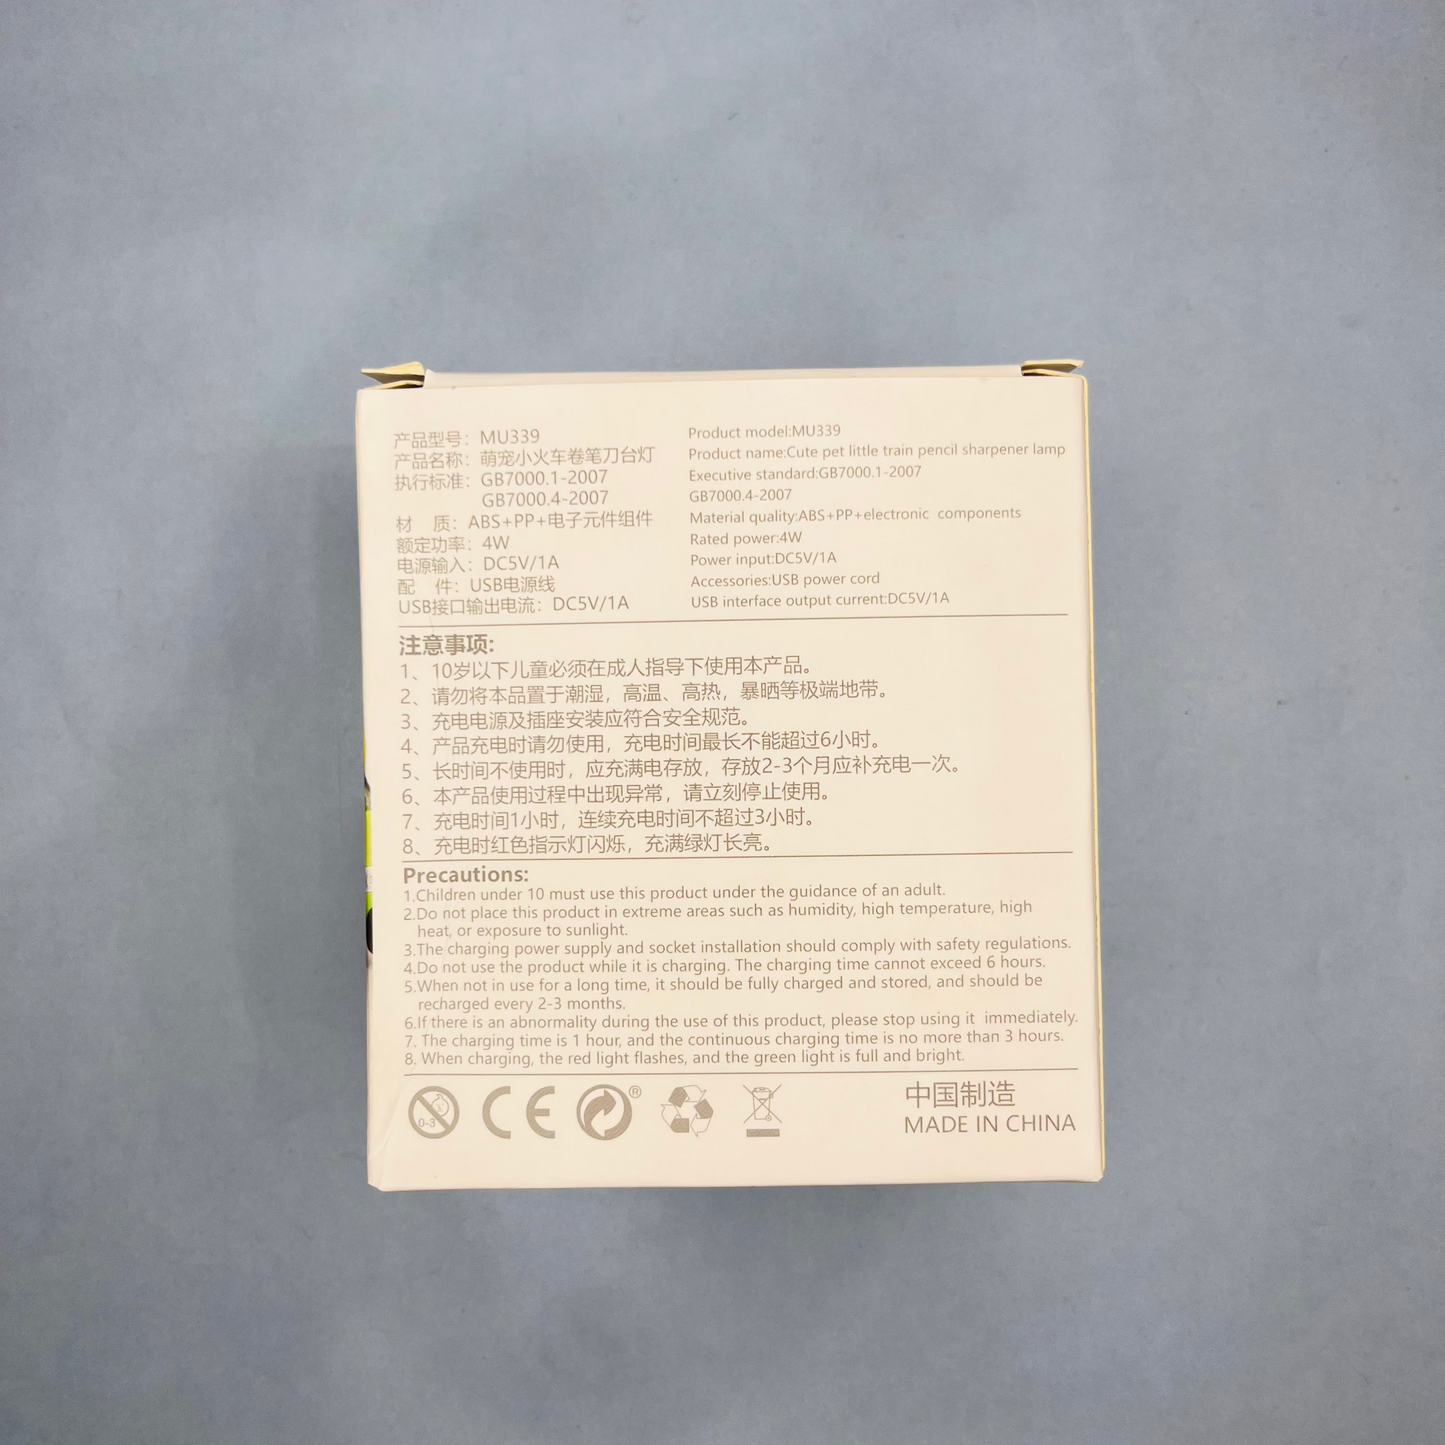 产品型号：MU339
产品名称：萌宠小火车卷笔刀台灯
执行标准：GB7000.1-2007
GB7000.4-2007
材 质：ABS+PP+电子元件组件
额定功率：4W
电源输入：DC5V/1A
配 件：USB电源线
USB接口输出电流：DC5V/1A
Product model:MU339
Product name:Cute pet little train pencil sharpener lamp
Executive standard:GB7000.1-2007
GB7000.4-2007
Material quality:ABS+PP+electronic components
Rated power:4W
Power input:DC5V/1A
Accessories:USB power cord
USB interface output current:DC5V/1A
注意事项:
1、10岁以下儿童必须在成人指导下使用本产品。
2、请勿将本品置于潮湿，高温、高热，暴晒等极端地带。
3、充电电源及插座安装应符合安全规范。
4、产品充电时请勿使用，充电时间最长不能超过6小时。
5、长时间不使用时，应充满电存放，存放2-3个月应补充电一次。
6、本产品使用过程中出现异常，请立刻停止使用。
7、充电时间1小时，连续充电时间不超过3小时。
8、充电时红色指示灯闪烁，充满绿灯长亮。
Precautions:
1.Children under 10 must use this product under the guidance of an adult.
2.Do not place this product in extreme areas such as humidity, high temperature, high
heat, or exposure to sunlight.
3.The charging power supply and socket installation should comply with safety regulations.
4.Do not use the product while it is charging. The charging time cannot exceed 6 hours.
5.When not in use for a long time, it should be fully charged and stored, and should be
recharged every 2-3 months.
6.If there is an abnormality during the use of this product, please stop using it immediately.
7. The charging time is 1 hour, and the continuous charging time is no more than 3 hours.
8. When charging, the red light flashes, and the green light is full and bright.
0-3 CE ®
中国制造
MADE IN CHINA